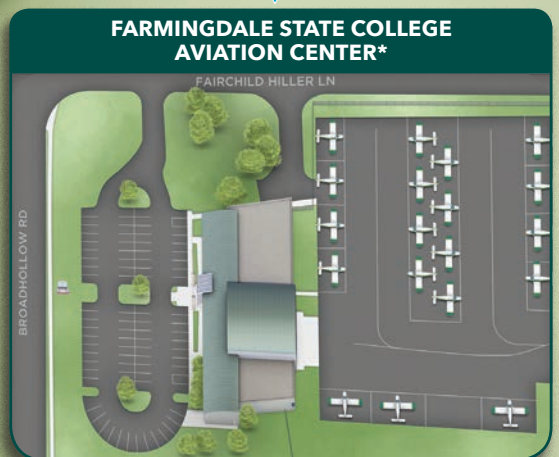 FARMINGDALE STATE COLLEGE
AVIATION CENTER*
FAIRCHILD HILLER LN
BROADHOLLOW RD